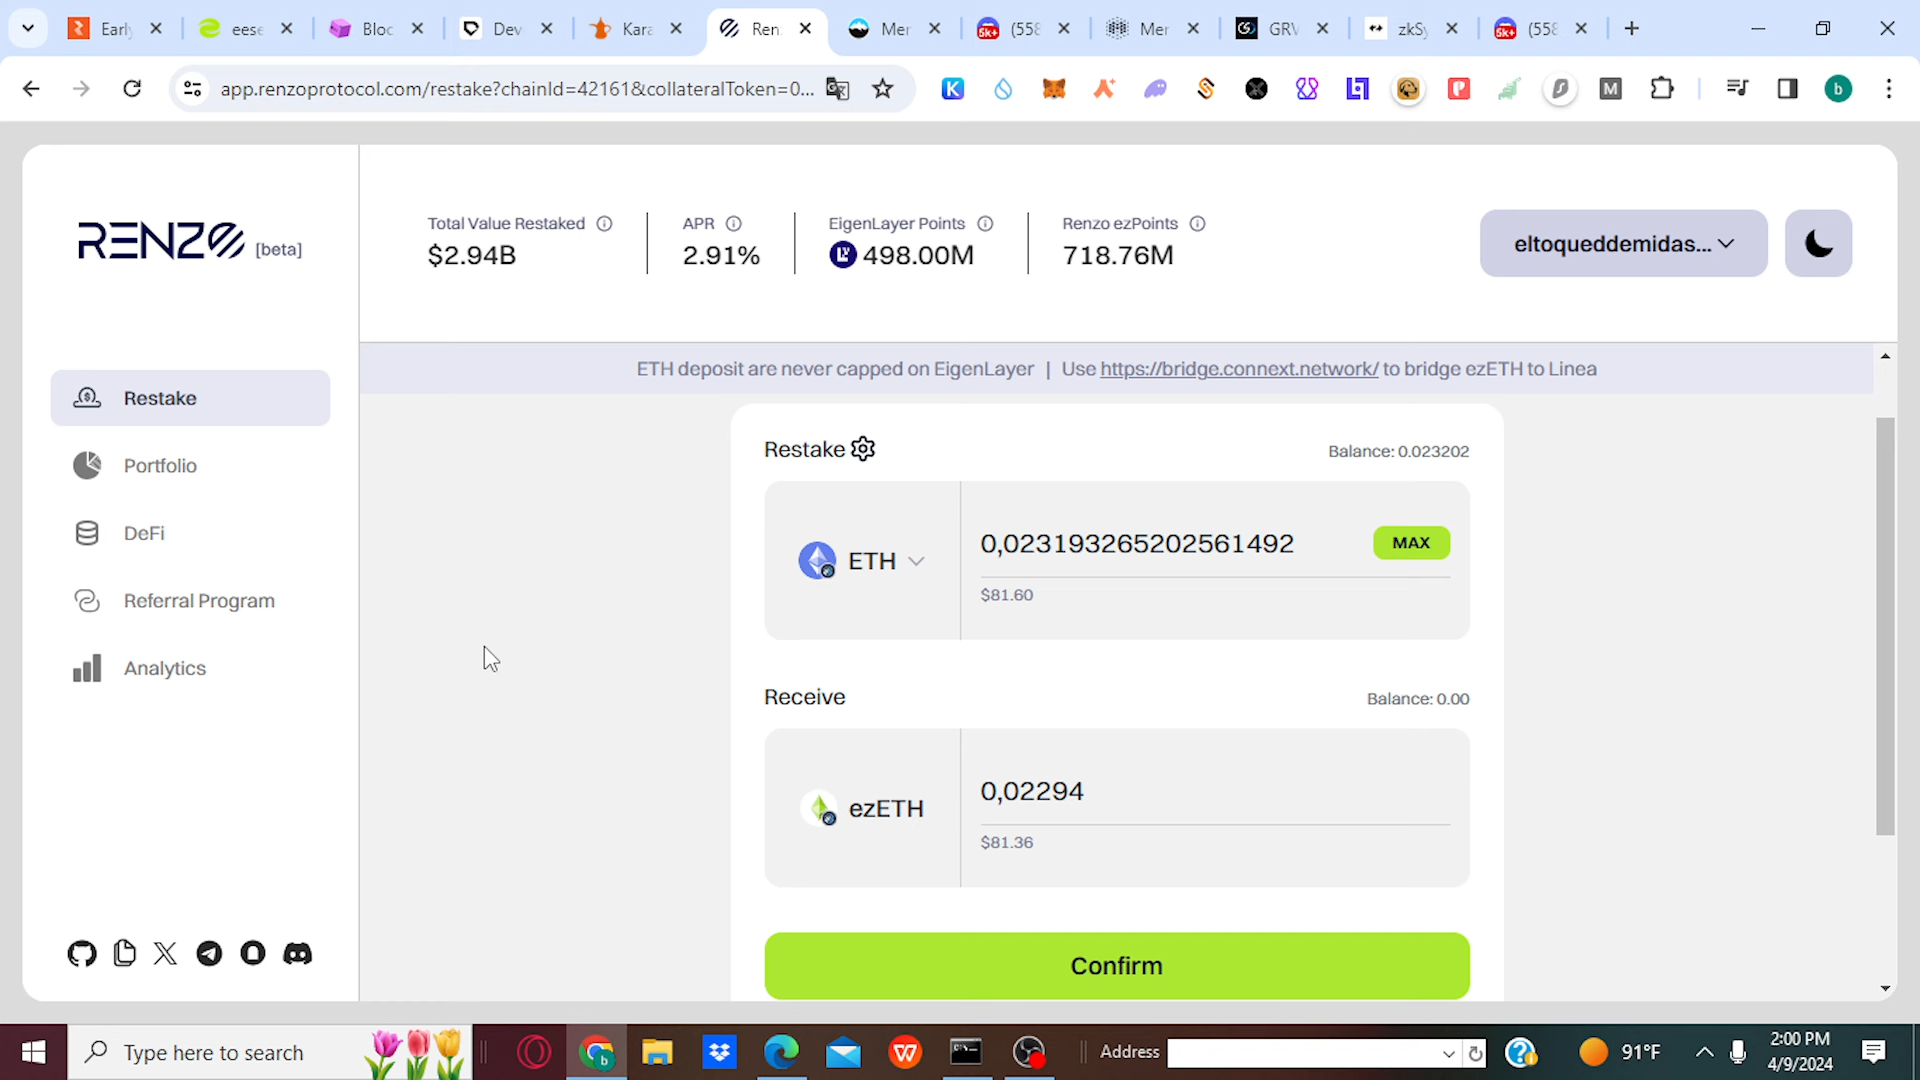 Early
eese
Bloc
Dev
Kara
Ren
Mer
(558
Mer
GRV
zkSy
(558
app.renzoprotocol.com/restake?chainId=42161&collateralToken=0...
RENZO [beta]
Total Value Restaked
$2.94B
APR
2.91%
EigenLayer Points
498.00M
Renzo ezPoints
718.76M
eltoqueddemidas...
ETH deposit are never capped on EigenLayer | Use https://bridge.connext.network/ to bridge ezETH to Linea
Restake
Portfolio
DeFi
Referral Program
Analytics
Restake
Balance: 0.023202
ETH
0,023193265202561492
MAX
$81.60
Receive
Balance: 0.00
ezETH
0,02294
$81.36
Confirm
Type here to search
Address
91°F
2:00 PM
4/9/2024